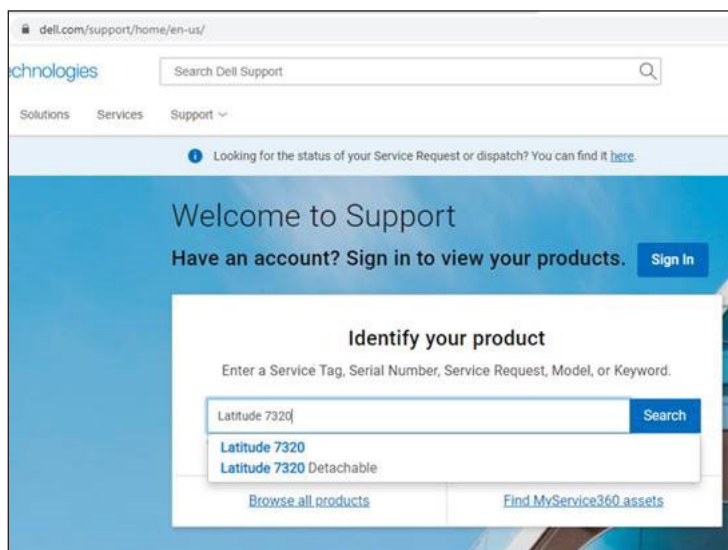 dell.com/support/home/en-us/
echnologies
Search Dell Support
Solutions Services Support
Looking for the status of your Service Request or dispatch? You can find it here.
Welcome to Support
Have an account? Sign in to view your products. Sign In
Identify your product
Enter a Service Tag, Serial Number, Service Request, Model, or Keyword.
Latitude 7320 Search
Latitude 7320
Latitude 7320 Detachable
Browse all products Find MyService360 assets